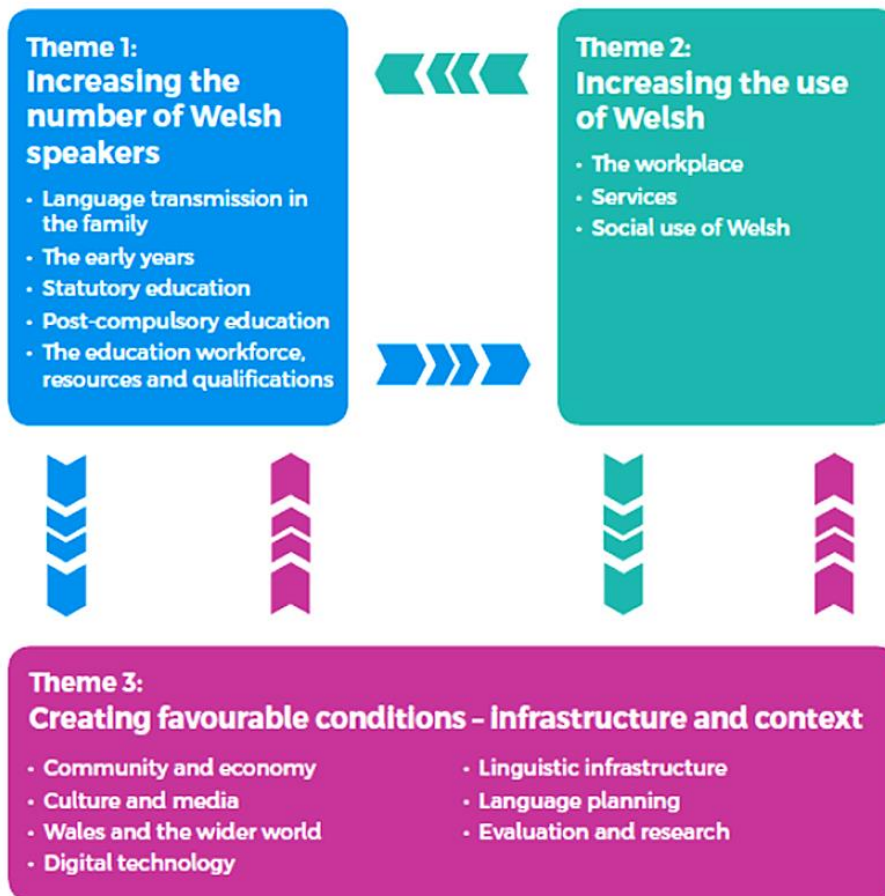 Theme 1:
Increasing the
number of Welsh
speakers
• Language transmission in
the family
• The early years
• Statutory education
• Post-compulsory education
• The education workforce,
resources and qualifications
Theme 2:
Increasing the use
of Welsh
• The workplace
• Services
• Social use of Welsh
Theme 3:
Creating favourable conditions – infrastructure and context
• Community and economy
• Culture and media
• Wales and the wider world
• Digital technology
• Linguistic infrastructure
• Language planning
• Evaluation and research